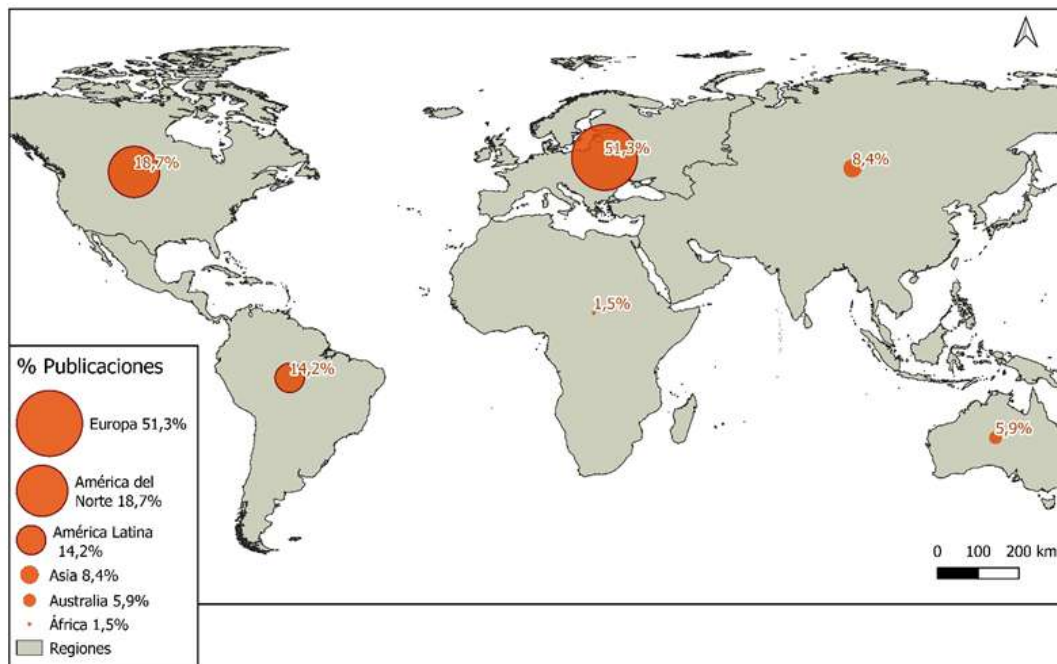 18,7%
51,3%
8,4%
1,5%
14,2%
5,9%
% Publicaciones
Europa 51,3%
América del
Norte 18,7%
América Latina
14,2%
Asia 8,4%
Australia 5,9%
África 1,5%
Regiones
0 100 200 km